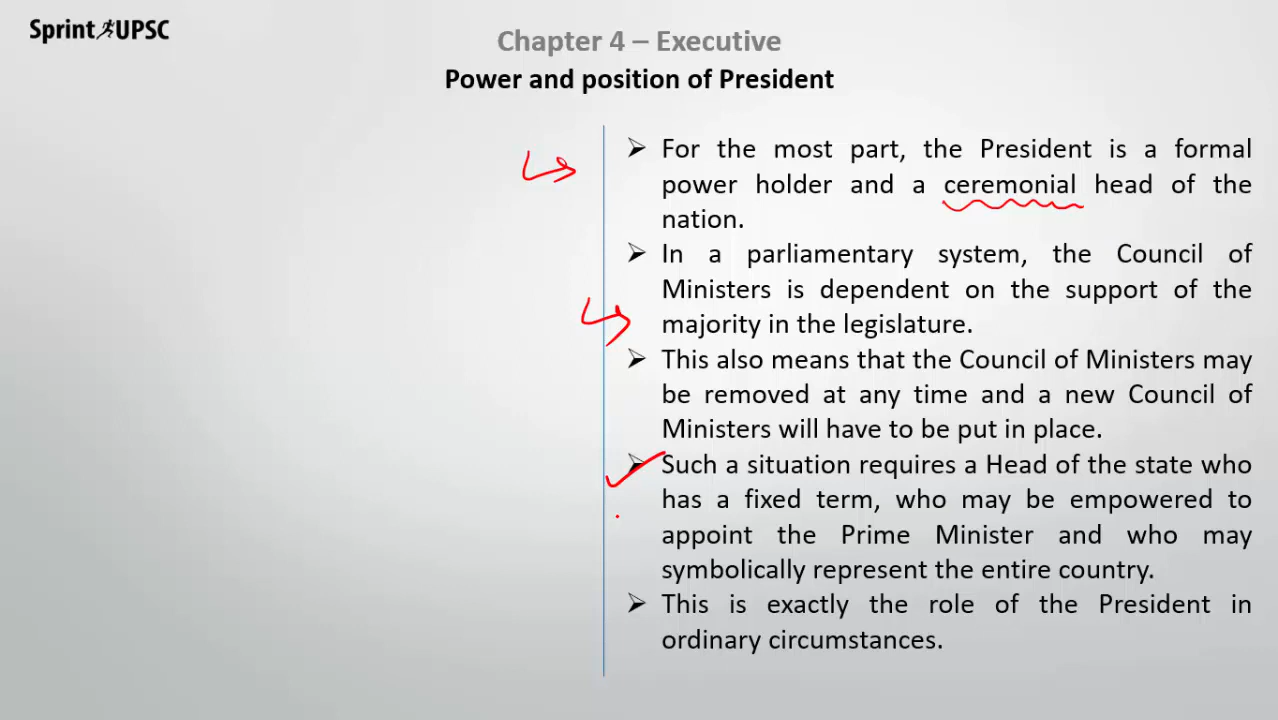 Sprint UPSC
Chapter 4 – Executive
Power and position of President
For the most part, the President is a formal
power holder and a ceremonial head of the
nation.
In a parliamentary system, the Council of
Ministers is dependent on the support of the
majority in the legislature.
This also means that the Council of Ministers may
be removed at any time and a new Council of
Ministers will have to be put in place.
Such a situation requires a Head of the state who
has a fixed term, who may be empowered to
appoint the Prime Minister and who may
symbolically represent the entire country.
This is exactly the role of the President in
ordinary circumstances.